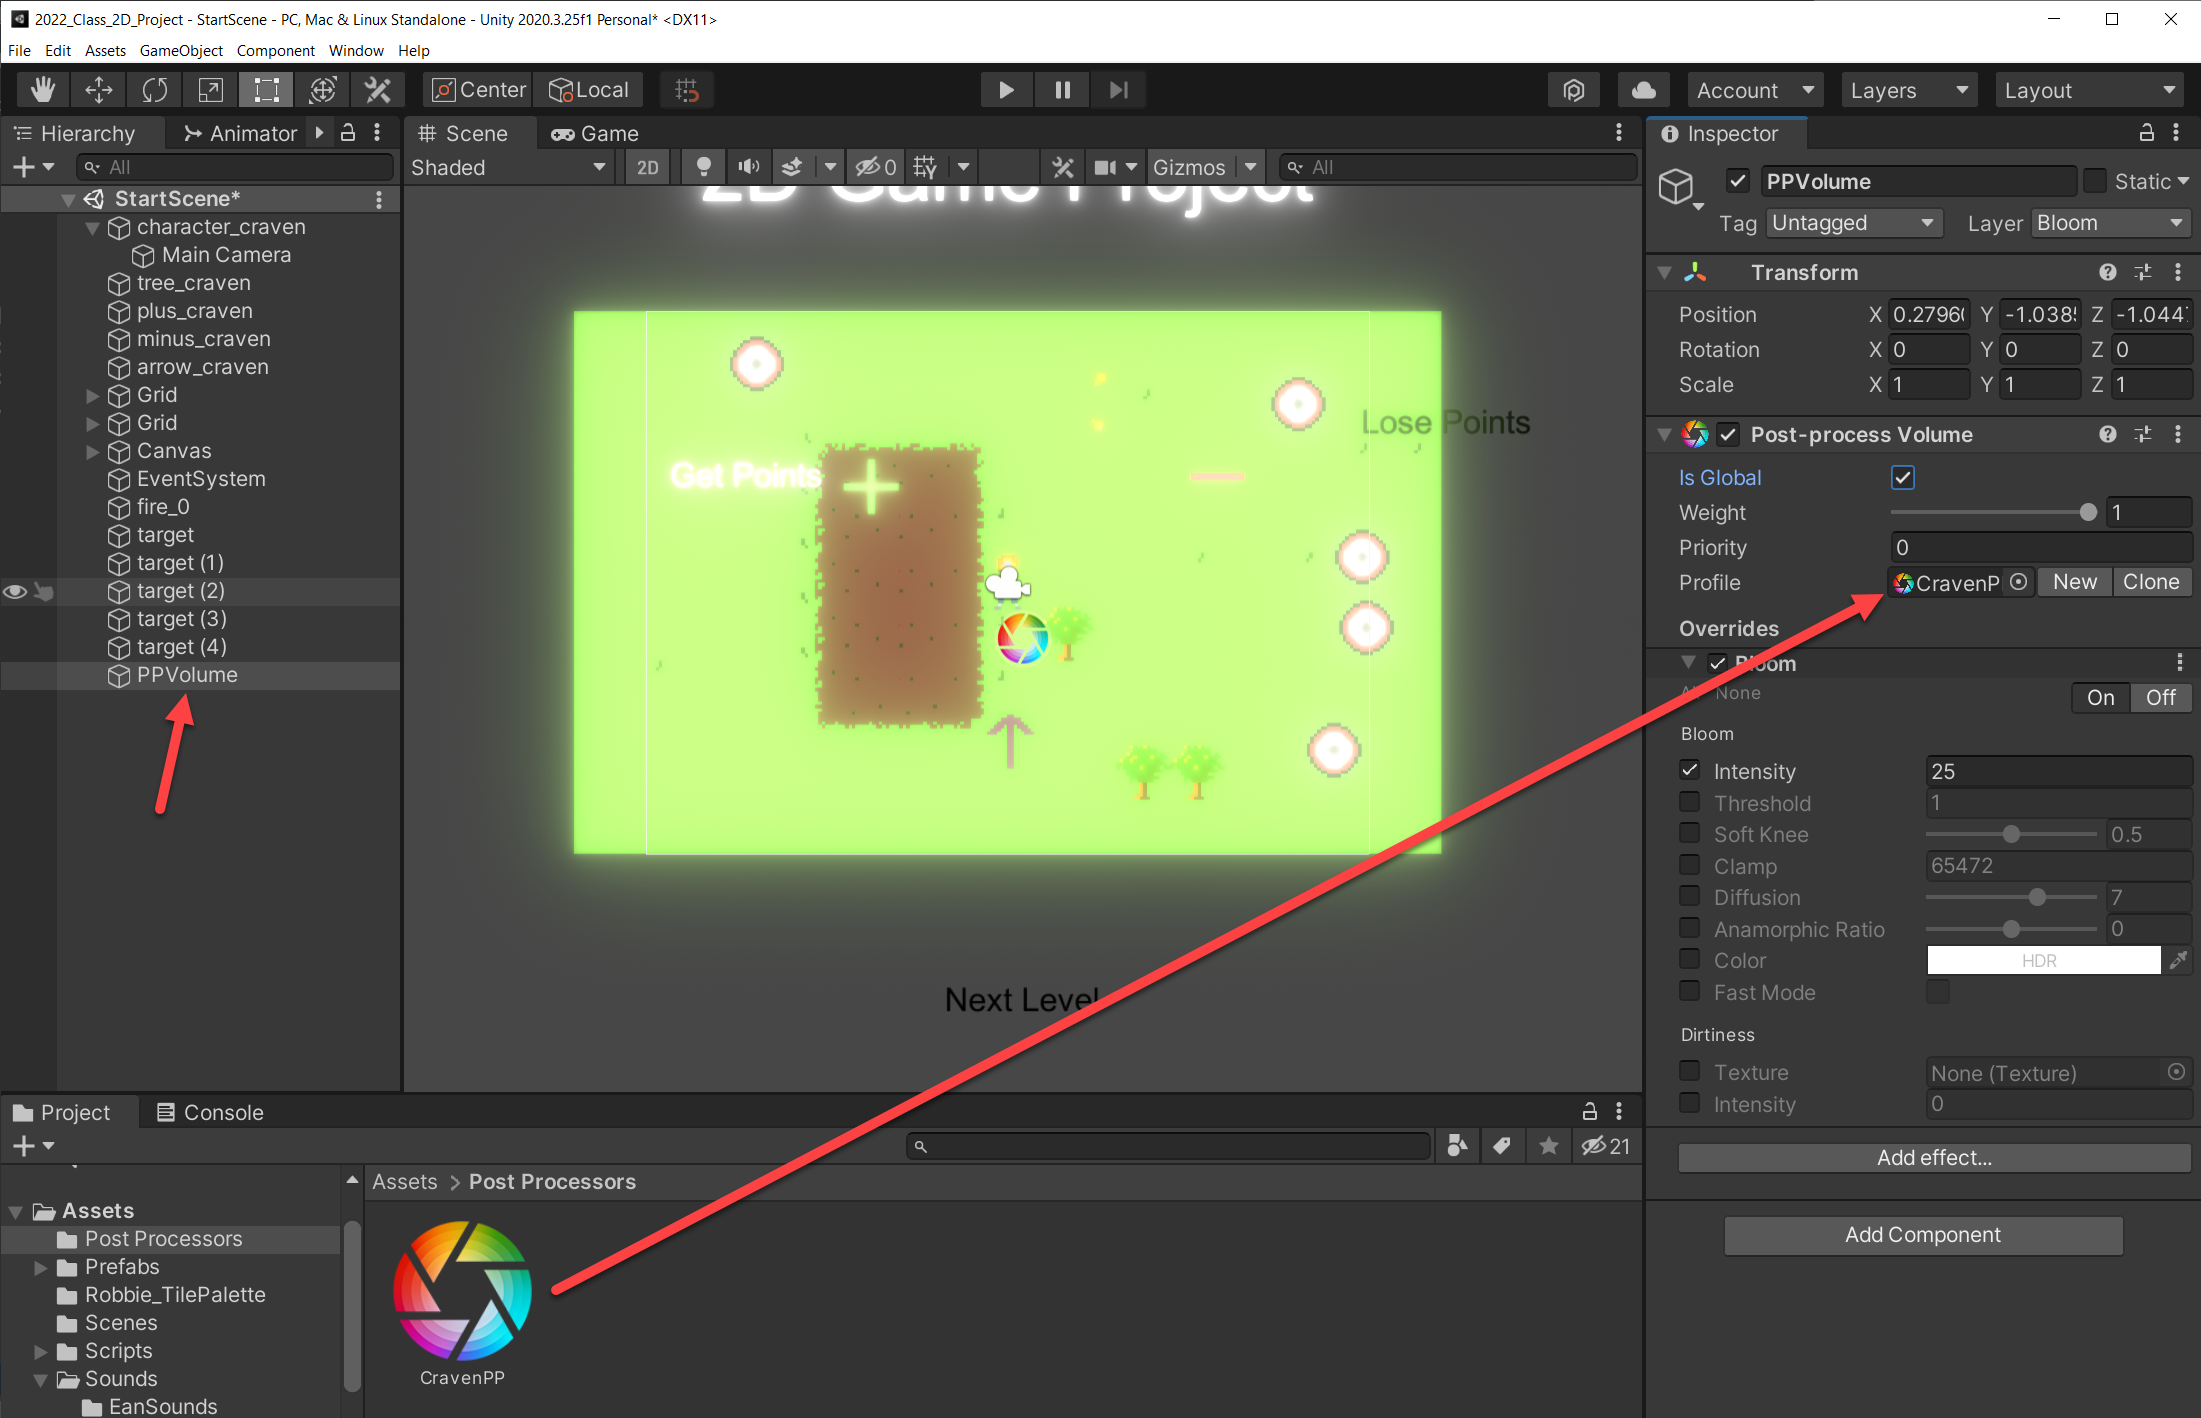 2022_Class_2D_Project - StartScene - PC, Mac & Linux Standalone - Unity 2020.3.25f1 Personal* <DX11>
File Edit Assets GameObject Component Window Help
Center Local Account Layers Layout
Hierarchy Animator
All
StartScene*
character_craven
Main Camera
tree_craven
plus_craven
minus_craven
arrow_craven
Grid
Grid
Canvas
EventSystem
fire_0
target
target (1)
target (2)
target (3)
target (4)
PPVolume
Scene Game
Shaded 2D 0 Gizmos All
2D Game Project
Lose Points
Get Points
Next Level
Inspector
PPVolume Static
Tag Untagged Layer Bloom
Transform
Position X 0.2796 Y -1.038 Z -1.044
Rotation X 0 Y 0 Z 0
Scale X 1 Y 1 Z 1
Post-process Volume
Is Global
Weight 1
Priority 0
Profile CravenP New Clone
Overrides
Bloom
None On Off
Bloom
Intensity 25
Threshold 1
Soft Knee 0.5
Clamp 65472
Diffusion 7
Anamorphic Ratio 0
Color HDR
Fast Mode
Dirtiness
Texture None (Texture)
Intensity 0
Add effect...
Add Component
Project Console
21
Assets
Post Processors
Prefabs
Robbie_TilePalette
Scenes
Scripts
Sounds
EanSounds
Assets > Post Processors
CravenPP